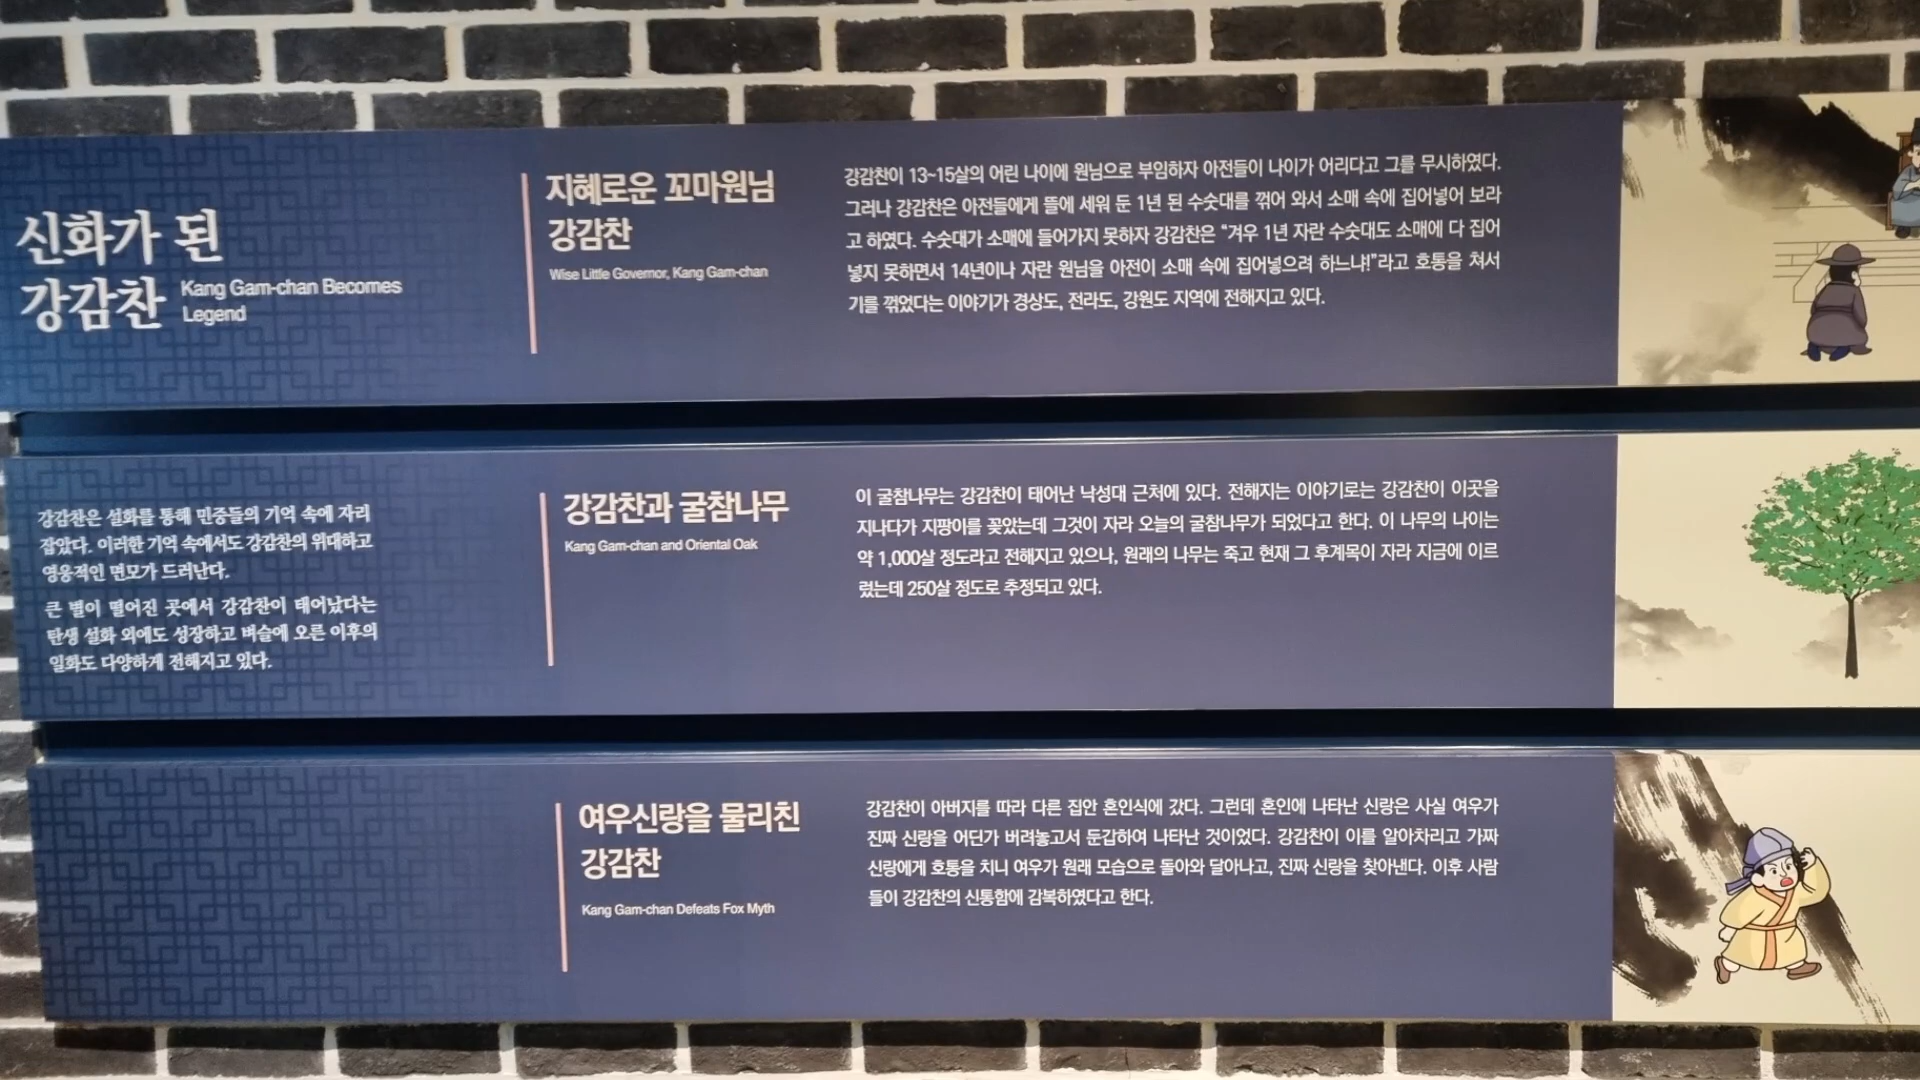 신화가 된
강감찬 Kang Gam-chan Becomes
Legend
강감찬은 설화를 통해 민중들의 기억 속에 자리
잡았다. 이러한 기억 속에서도 강감찬의 위대하고
영웅적인 면모가 드러난다.
큰 별이 떨어진 곳에서 강감찬이 태어났다는
탄생 설화 외에도 성장하고 벼슬에 오른 이후의
일화도 다양하게 전해지고 있다.
지혜로운 꼬마원님
강감찬
Wise Little Governor, Kang Gam-chan
강감찬이 13~15살의 어린 나이에 원님으로 부임하자 아전들이 나이가 어리다고 그를 무시하였다.
그러나 강감찬은 아전들에게 뜰에 세워 둔 1년 된 수숫대를 꺾어 와서 소매 속에 집어넣어 보라
고 하였다. 수숫대가 소매에 들어가지 못하자 강감찬은 “겨우 1년 자란 수숫대도 소매에 다 집어
넣지 못하면서 14년이나 자란 원님을 아전이 소매 속에 집어넣으려 하느냐!”라고 호통을 쳐서
기를 꺾었다는 이야기가 경상도, 전라도, 강원도 지역에 전해지고 있다.
강감찬과 굴참나무
Kang Gam-chan and Oriental Oak
이 굴참나무는 강감찬이 태어난 낙성대 근처에 있다. 전해지는 이야기로는 강감찬이 이곳을
지나다가 지팡이를 꽂았는데 그것이 자라 오늘의 굴참나무가 되었다고 한다. 이 나무의 나이는
약 1,000살 정도라고 전해지고 있으나, 원래의 나무는 죽고 현재 그 후계목이 자라 지금에 이르
렀는데 250살 정도로 추정되고 있다.
여우신랑을 물리친
강감찬
Kang Gam-chan Defeats Fox Myth
강감찬이 아버지를 따라 다른 집안 혼인식에 갔다. 그런데 혼인에 나타난 신랑은 사실 여우가
진짜 신랑을 어딘가 버려놓고서 둔갑하여 나타난 것이었다. 강감찬이 이를 알아차리고 가짜
신랑에게 호통을 치니 여우가 원래 모습으로 돌아와 달아나고, 진짜 신랑을 찾아낸다. 이후 사람
들이 강감찬의 신통함에 감복하였다고 한다.